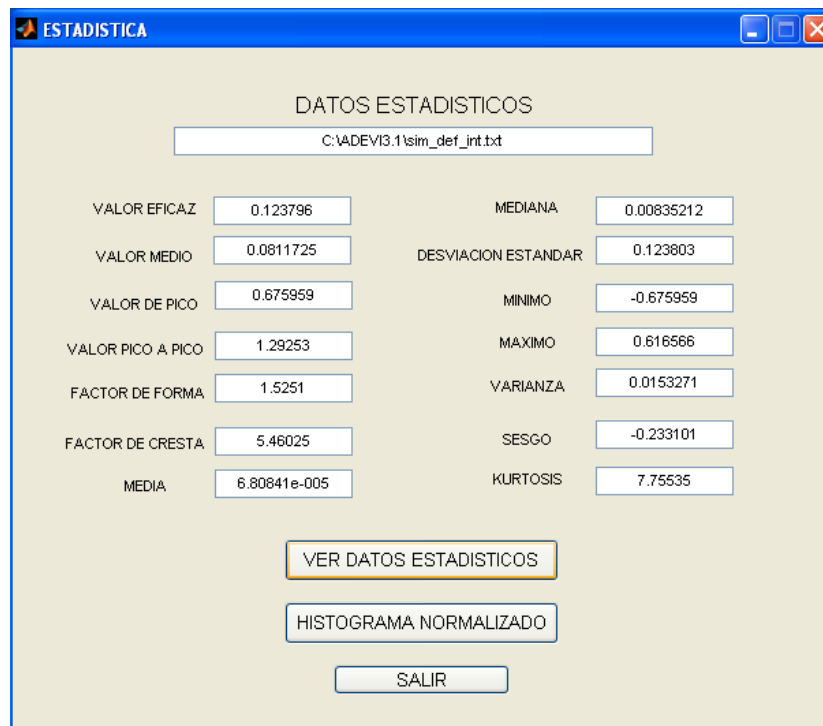 ESTADISTICA
DATOS ESTADISTICOS
C:\ADEVI3.1\sim_def_int.txt
VALOR EFICAZ 0.123796 MEDIANA 0.00835212
VALOR MEDIO 0.0811725 DESVIACION ESTANDAR 0.123803
VALOR DE PICO 0.675959 MINIMO -0.675959
VALOR PICO A PICO 1.29253 MAXIMO 0.616566
FACTOR DE FORMA 1.5251 VARIANZA 0.0153271
FACTOR DE CRESTA 5.46025 SESGO -0.233101
MEDIA 6.80841e-005 KURTOSIS 7.75535
VER DATOS ESTADISTICOS
HISTOGRAMA NORMALIZADO
SALIR